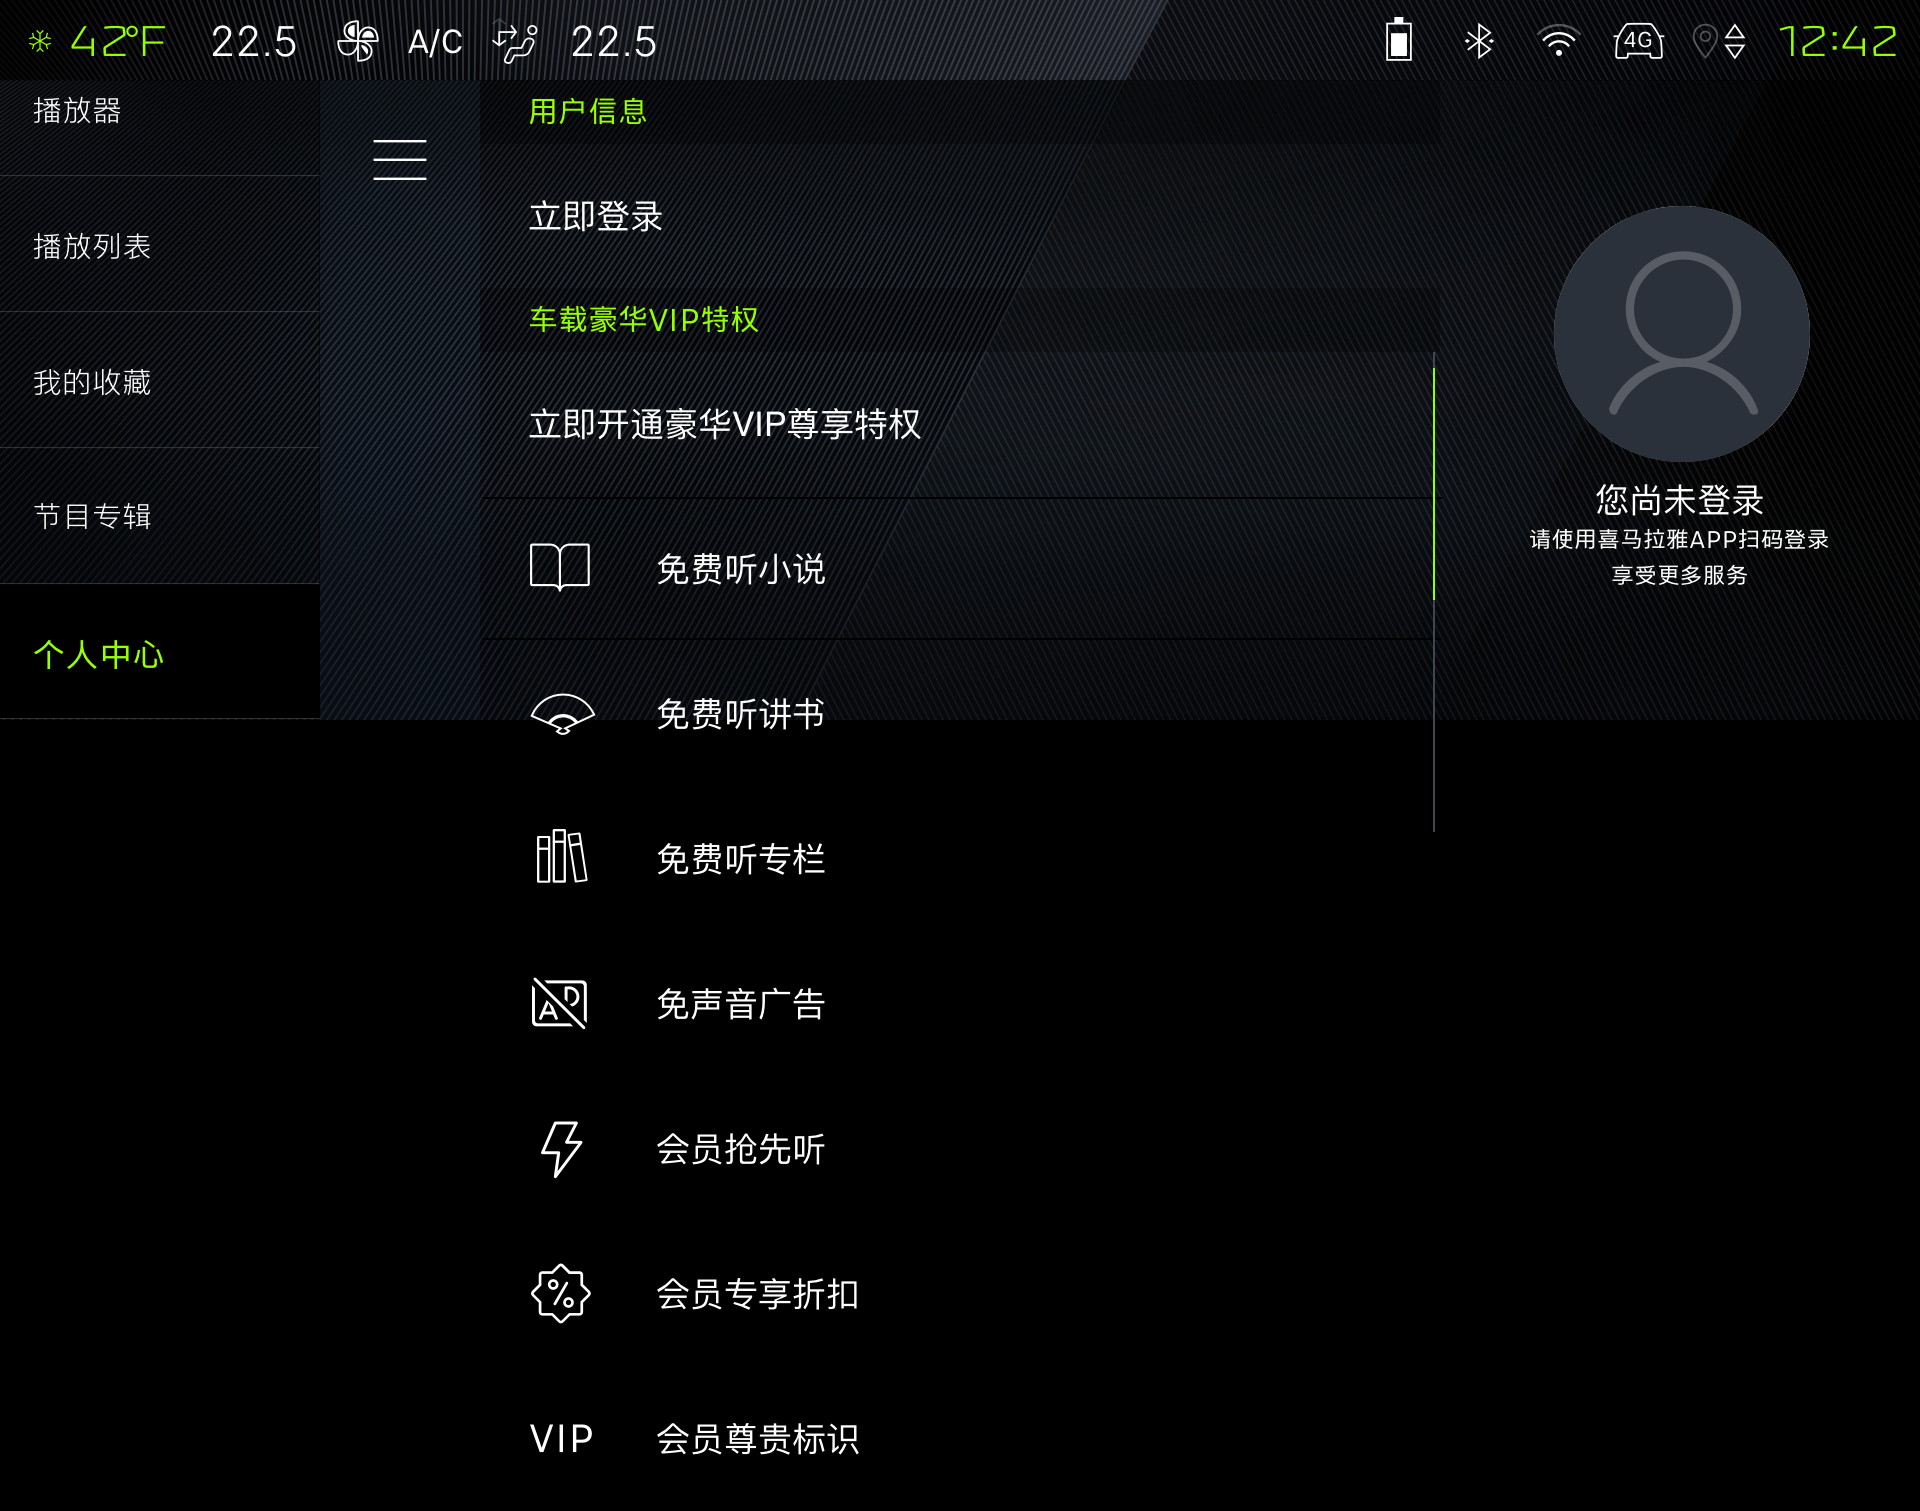 42°F 22.5 A/C 22.5 4G 12:42
播放器
播放列表
我的收藏
节目专辑
个人中心
用户信息
立即登录
车载豪华VIP特权
立即开通豪华VIP尊享特权
免费听小说
免费听讲书
免费听专栏
AD 免声音广告
会员抢先听
% 会员专享折扣
VIP 会员尊贵标识
您尚未登录
请使用喜马拉雅APP扫码登录
享受更多服务